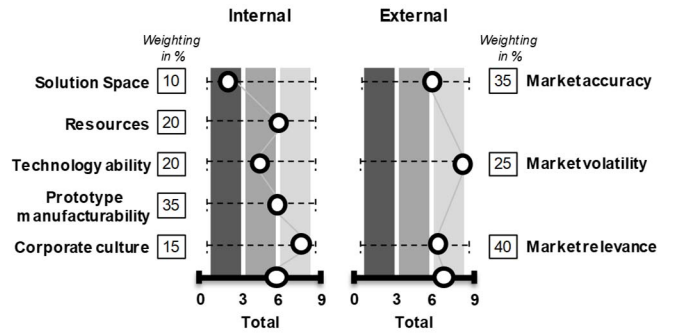 Internal External
Weighting in % Weighting in %
Solution Space 10 35 Market accuracy
Resources 20
Technology ability 20 25 Market volatility
Prototype
manufacturability 35
Corporate culture 15 40 Market relevance
0 3 6 9 0 3 6 9
Total Total